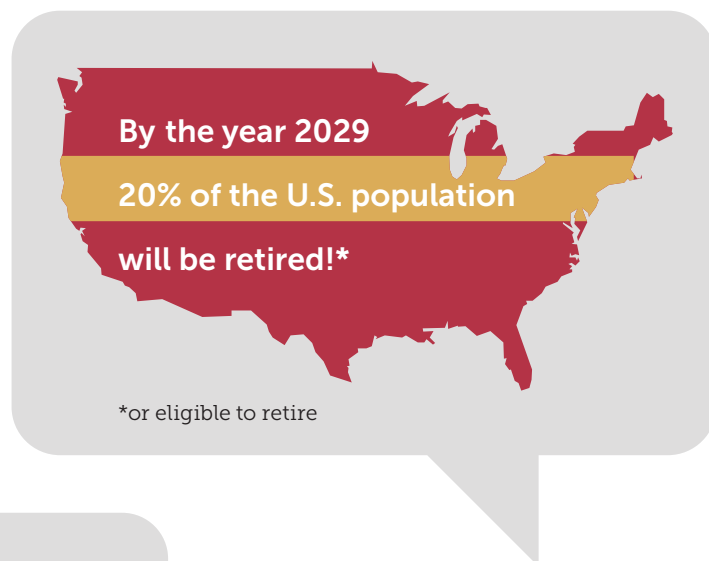 By the year 2029
20% of the U.S. population
will be retired!*
*or eligible to retire